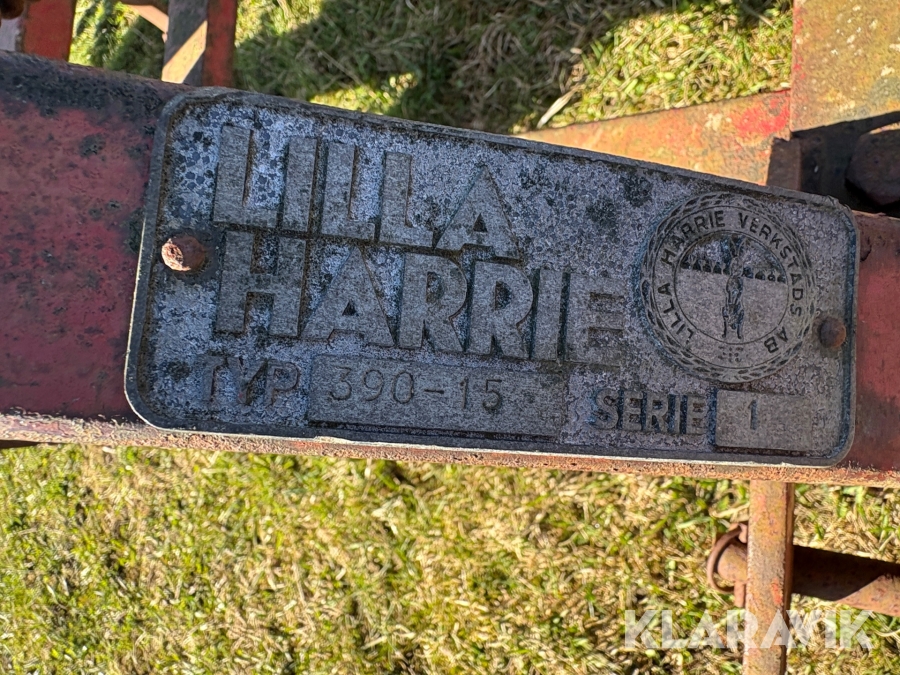 LILLA
HARRIE
TYP 390-15
SERIE 1
LILLA HARRIE VERKSTADS AB
KLARAVIK